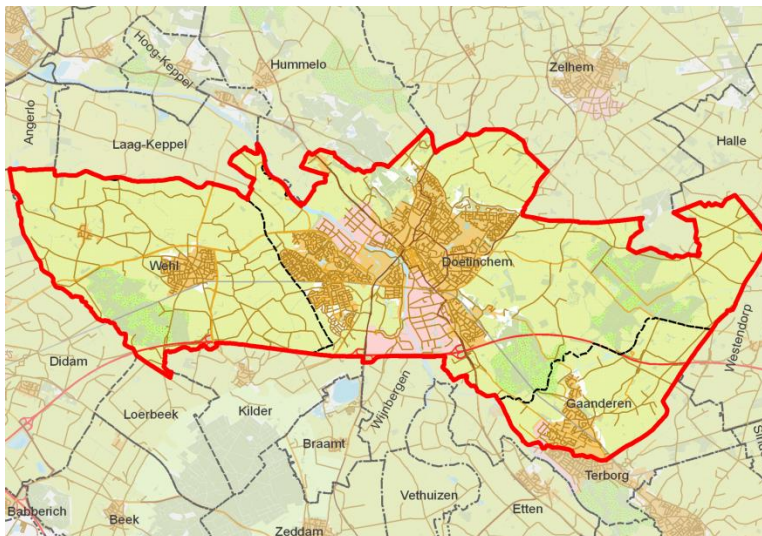 Hoog-Keppel
Hummelo
Zelhem
Angerlo
Laag-Keppel
Halle
Wehl
Doetinchem
Westendorp
Didam
Loerbeek
Kilder
Wijnbergen
Gaanderen
Braamt
Terborg
Vethuizen
Etten
Babberich
Beek
Zeddam